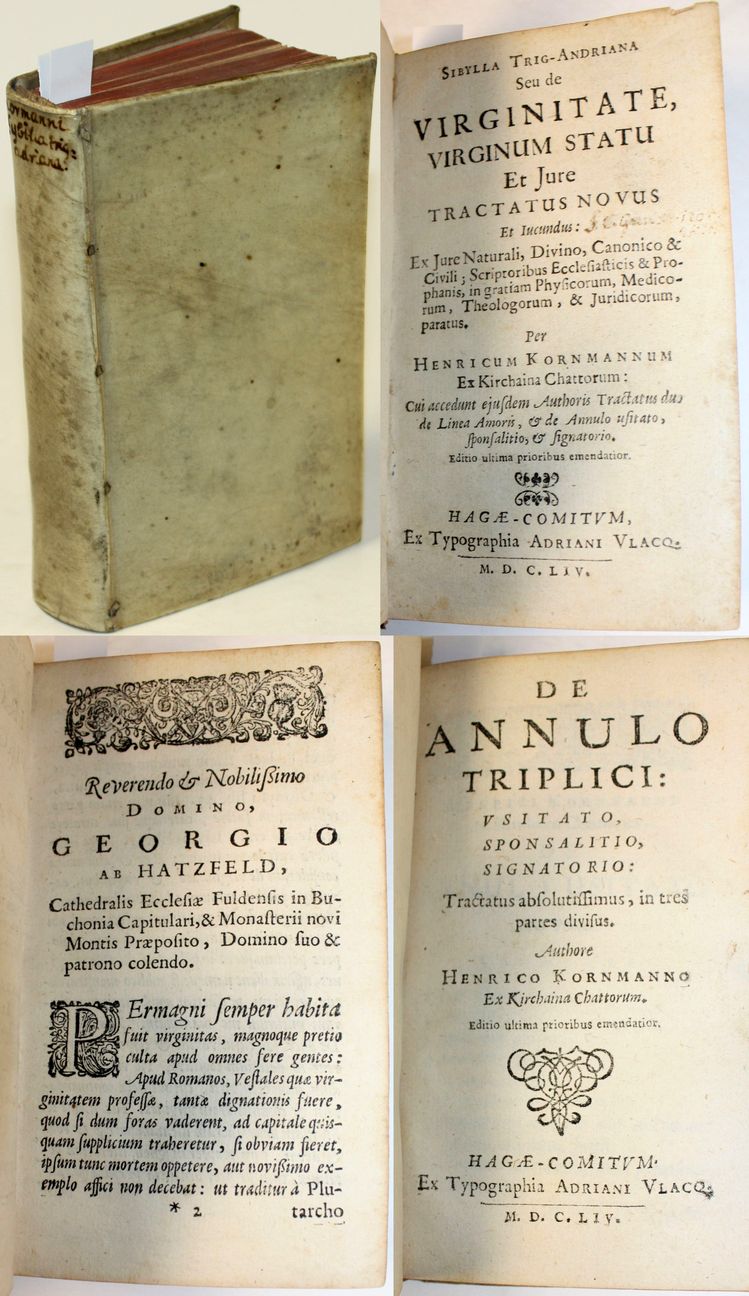 ormanni
ybilla trig=
adriana.
SIBYLLA TRIG-ANDRIANA
Seu de
VIRGINITATE,
VIRGINUM STATU
Et Jure
TRACTATUS NOVUS
Et Iucundus:
Ex Jure Naturali, Divino, Canonico &
Civili; Scriptoribus Ecclesiaſticis & Pro-
phanis, in gratiam Phyſicorum, Medico-
rum, Theologorum, & Juridicorum,
paratus.
Per
HENRICUM KORNMANNUM
Ex Kirchaina Chattorum:
Cui accedunt ejuſdem Authoris Tractatus duo
de Linea Amoris, & de Annulo uſitato,
ſponſalitio, & ſignatorio.
Editio ultima prioribus emendatior.
HAGÆ-COMITVM,
Ex Typographia ADRIANI VLACQ.
M. D. C. LIV.
Reverendo & Nobiliſsimo
DOMINO,
GEORGIO
AB HATZFELD,
Cathedralis Eccleſiæ Fuldenſis in Bu-
chonia Capitulari, & Monaſterii novi
Montis Præpoſito, Domino ſuo &
patrono colendo.
PErmagni ſemper habita
fuit virginitas, magnoque pretio
culta apud omnes fere gentes:
Apud Romanos, Veſtales quæ vir-
ginitatem profeſſæ, tantæ dignationis fuere,
quod ſi dum foras vaderent, ad capitale quis-
quam ſupplicium traheretur, ſi obviam fieret,
ipſum tunc mortem oppetere, aut noviſſimo ex-
emplo affici non decebat: ut traditur à Plu-
* 2 tarcho
DE
ANNULO
TRIPLICI:
VSITATO,
SPONSALITIO,
SIGNATORIO:
Tractatus abſolutiſſimus, in tres
partes diviſus.
Authore
HENRICO KORNMANNO
Ex Kirchaina Chattorum.
Editio ultima prioribus emendatior.
HAGÆ-COMITVM.
Ex Typographia ADRIANI VLACQ.
M. D. C. LIV.